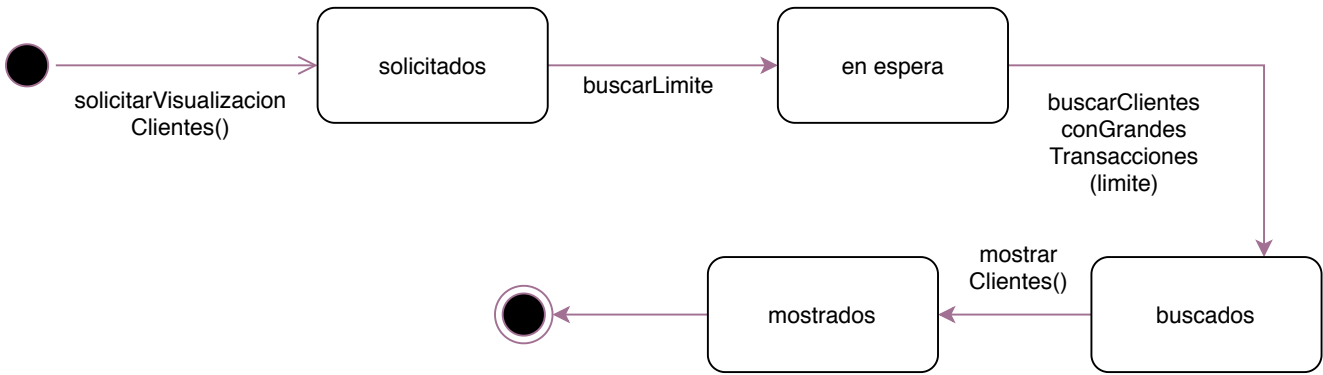 solicitados
buscarLimite
en espera
solicitarVisualizacion
Clientes()
buscarClientes
conGrandes
Transacciones
(limite)
mostrar
Clientes()
mostrados
buscados